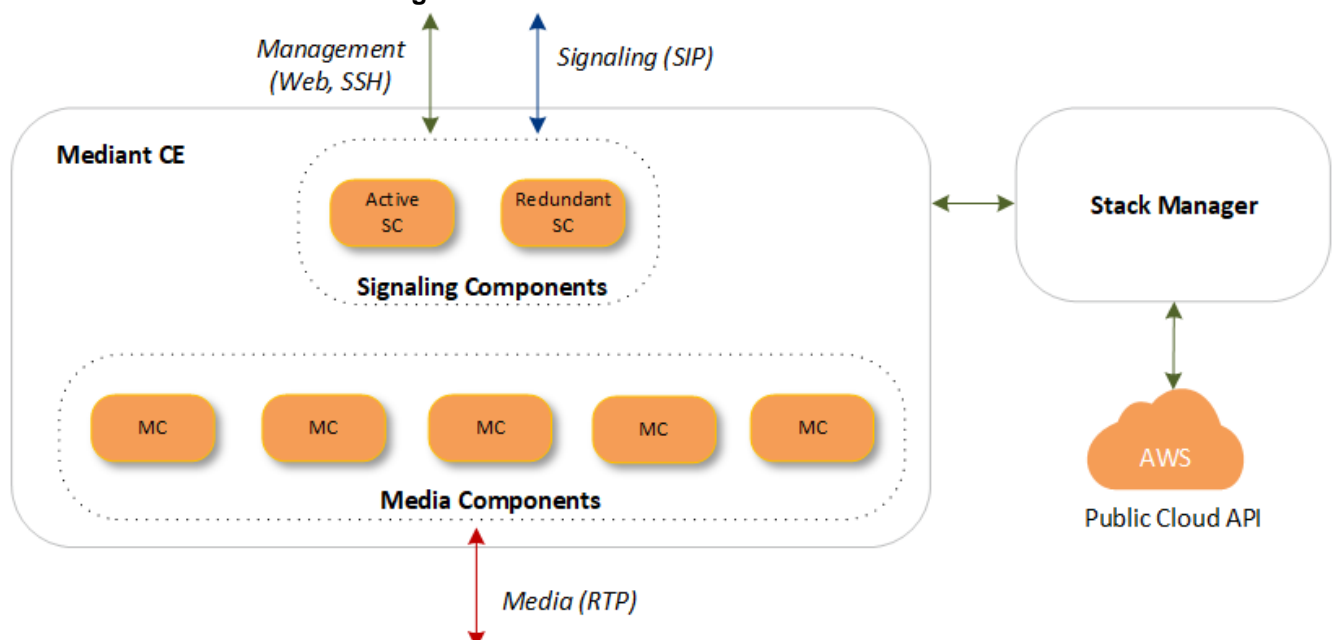 Management
(Web, SSH)
Signaling (SIP)
Mediant CE
Active
SC
Redundant
SC
Signaling Components
Stack Manager
MC
MC
MC
MC
MC
Media Components
AWS
Public Cloud API
Media (RTP)